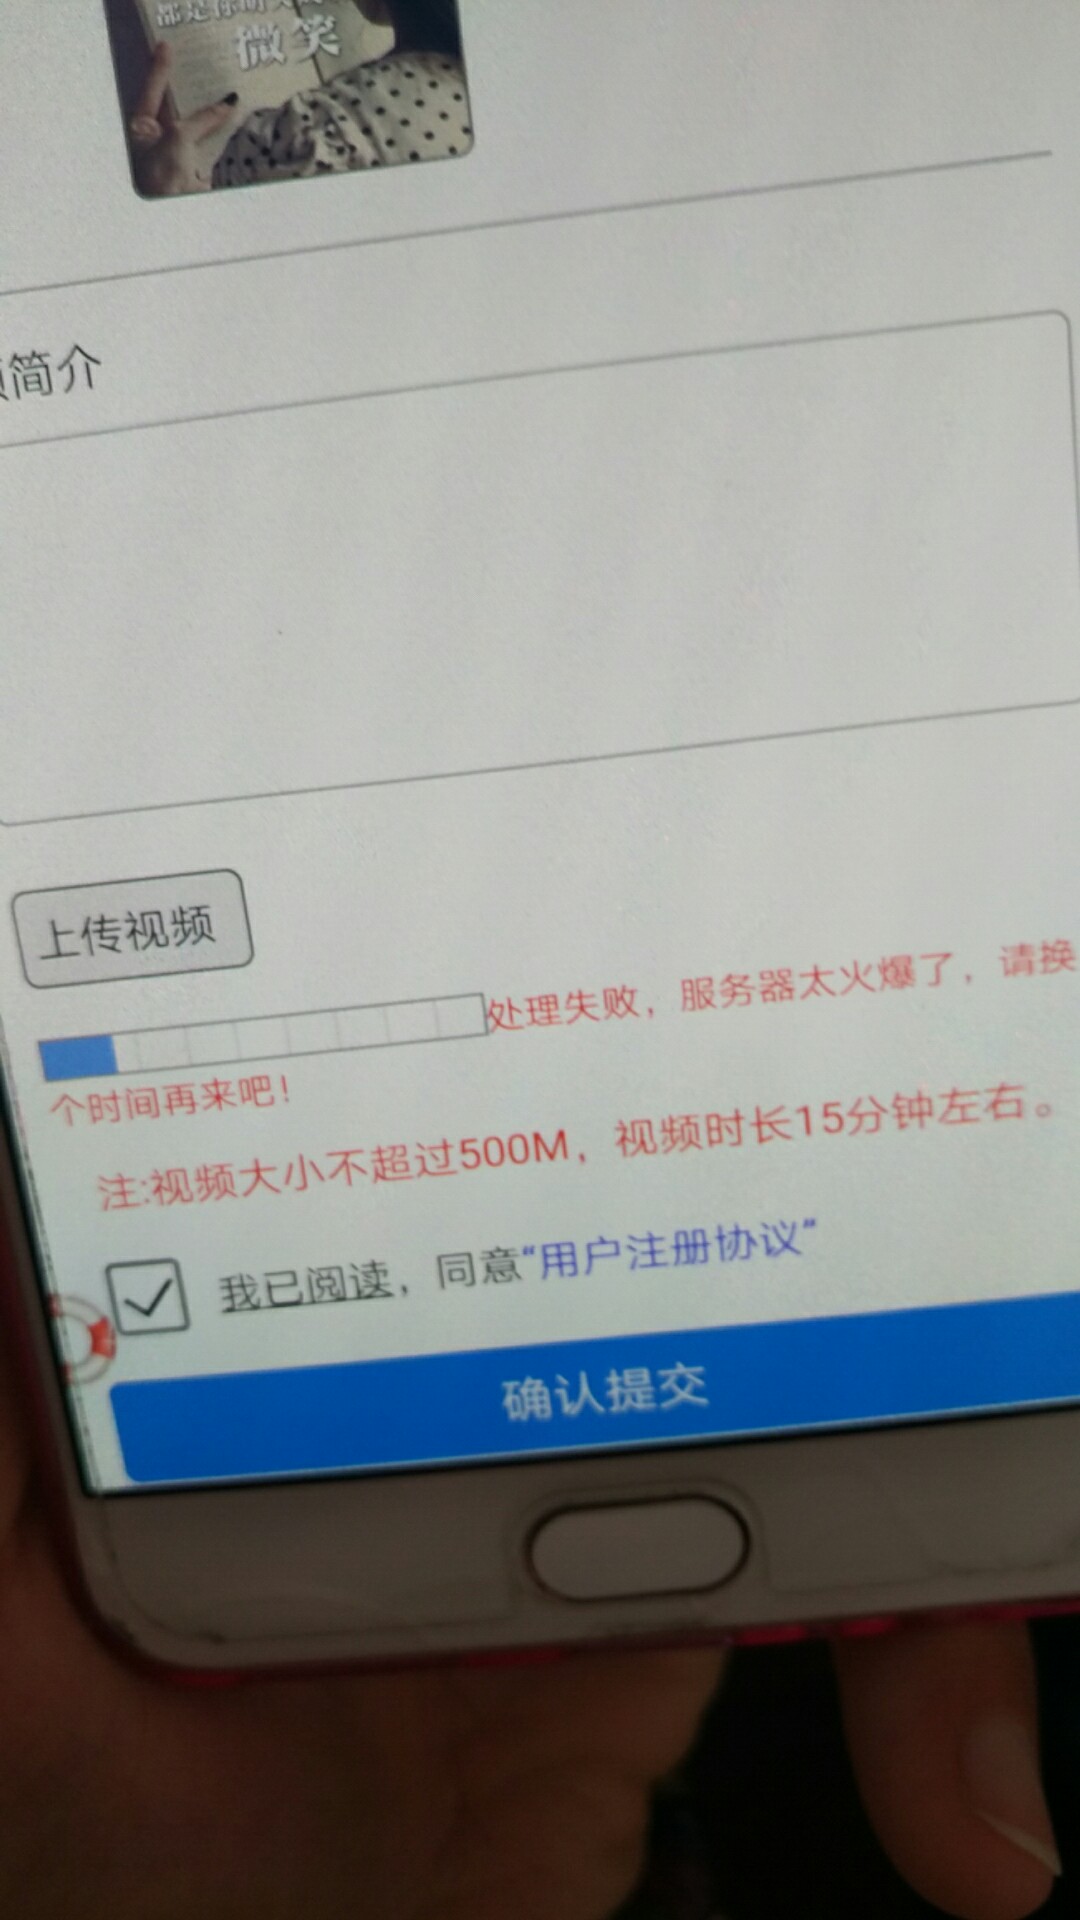 微笑
简介
上传视频
处理失败，服务器太火爆了，请换
个时间再来吧！
注:视频大小不超过500M，视频时长15分钟左右。
我已阅读，同意“用户注册协议”
确认提交